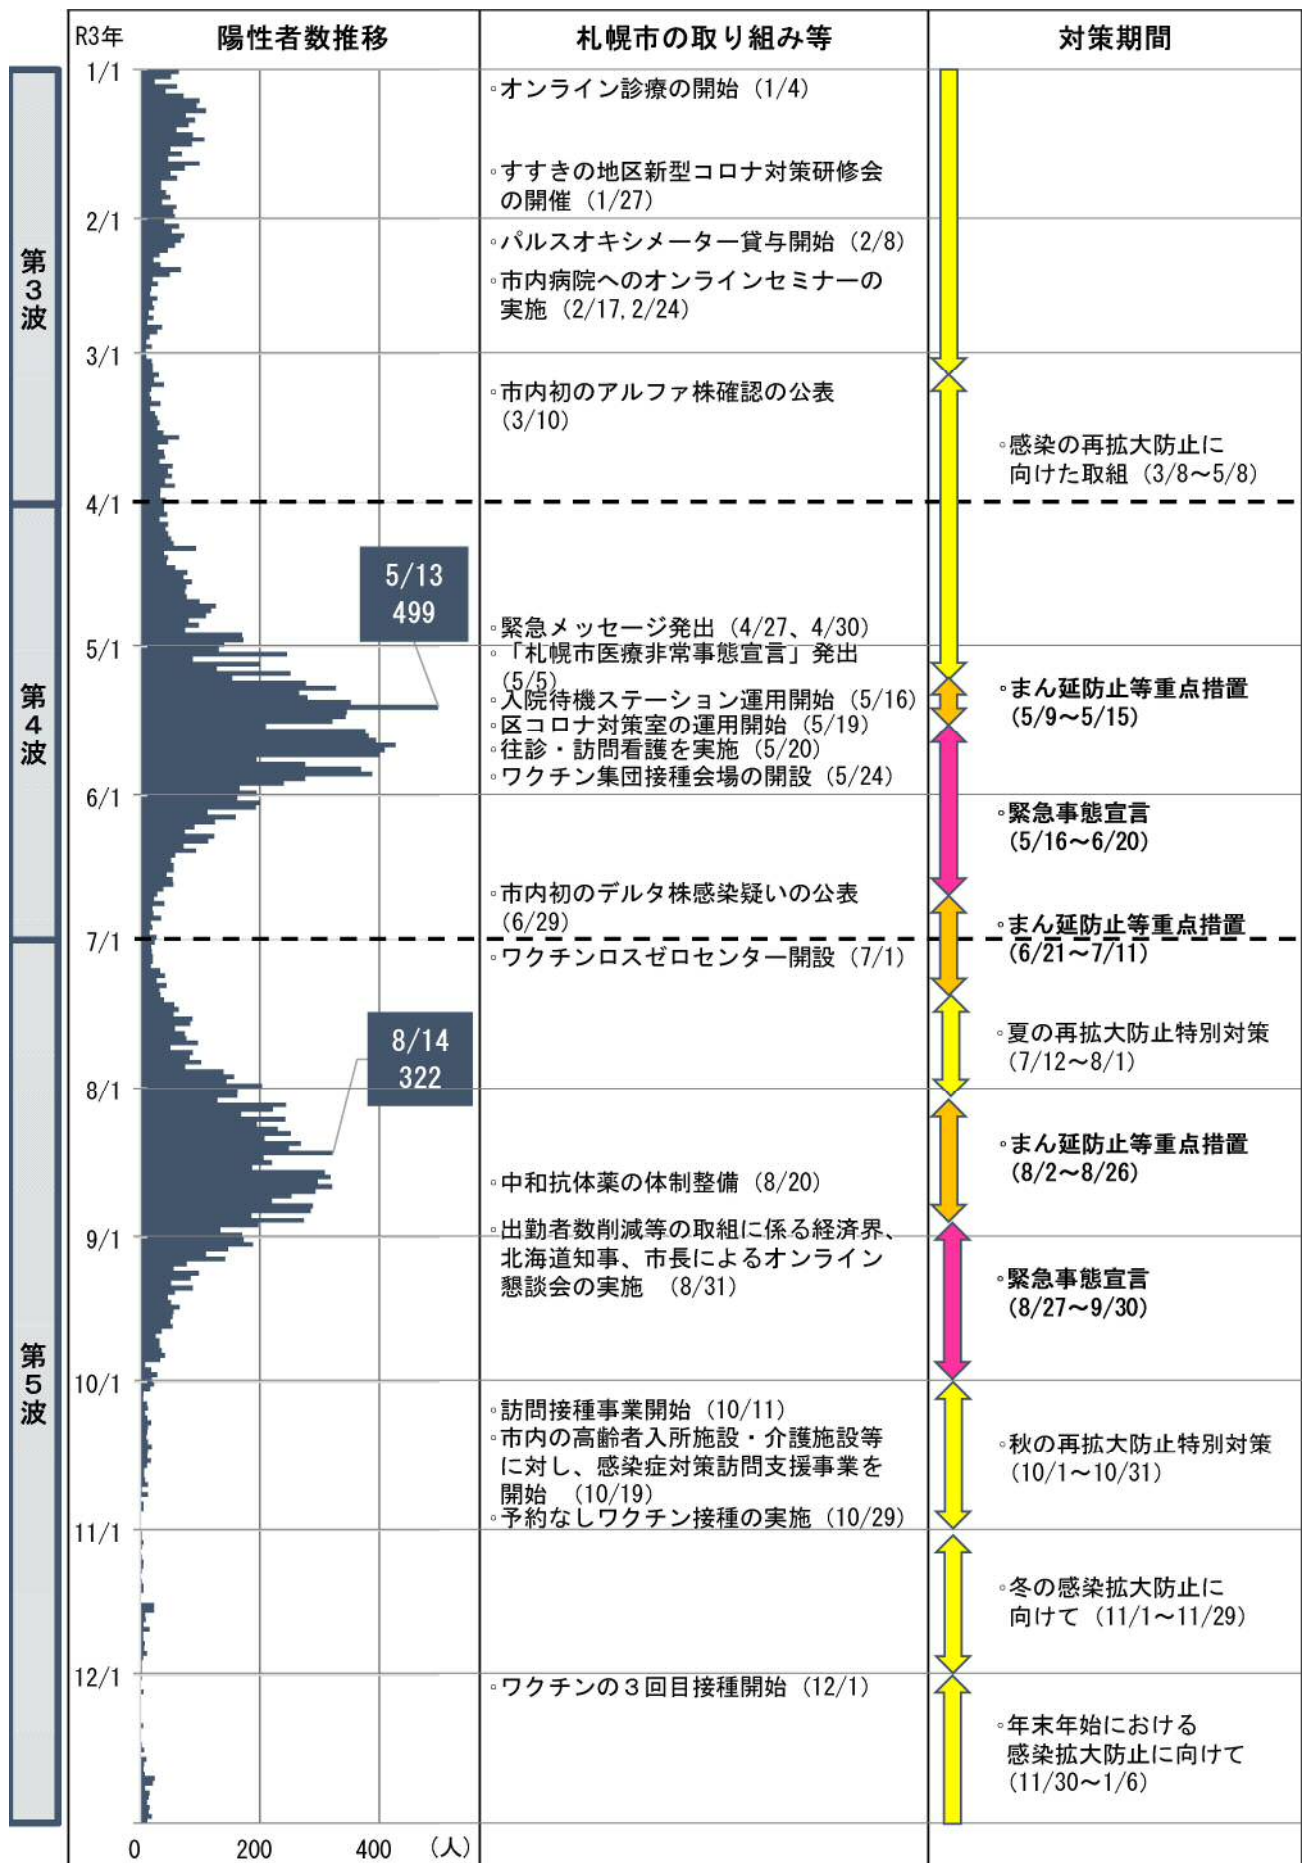 R3年
陽性者数推移
札幌市の取り組み等
対策期間
第3波
第4波
第5波
1/1
2/1
3/1
4/1
5/1
6/1
7/1
8/1
9/1
10/1
11/1
12/1
5/13
499
8/14
322
0
200
400
(人)
◦オンライン診療の開始（1/4）
◦すすきの地区新型コロナ対策研修会
の開催（1/27）
◦パルスオキシメーター貸与開始（2/8）
◦市内病院へのオンラインセミナーの
実施（2/17,2/24）
◦市内初のアルファ株確認の公表
（3/10）
◦緊急メッセージ発出（4/27、4/30）
◦「札幌市医療非常事態宣言」発出
（5/5）
◦入院待機ステーション運用開始（5/16）
◦区コロナ対策室の運用開始（5/19）
◦往診・訪問看護を実施（5/20）
◦ワクチン集団接種会場の開設（5/24）
◦市内初のデルタ株感染疑いの公表
（6/29）
◦ワクチンロスゼロセンター開設（7/1）
◦中和抗体薬の体制整備（8/20）
◦出勤者数削減等の取組に係る経済界、
北海道知事、市長によるオンライン
懇談会の実施　（8/31）
◦訪問接種事業開始（10/11）
◦市内の高齢者入所施設・介護施設等
に対し、感染症対策訪問支援事業を
開始　（10/19）
◦予約なしワクチン接種の実施（10/29）
◦ワクチンの３回目接種開始（12/1）
◦感染の再拡大防止に
向けた取組（3/8～5/8）
◦まん延防止等重点措置
（5/9～5/15）
◦緊急事態宣言
（5/16～6/20）
◦まん延防止等重点措置
（6/21～7/11）
◦夏の再拡大防止特別対策
（7/12～8/1）
◦まん延防止等重点措置
（8/2～8/26）
◦緊急事態宣言
（8/27～9/30）
◦秋の再拡大防止特別対策
（10/1～10/31）
◦冬の感染拡大防止に
向けて（11/1～11/29）
◦年末年始における
感染拡大防止に向けて
（11/30～1/6）